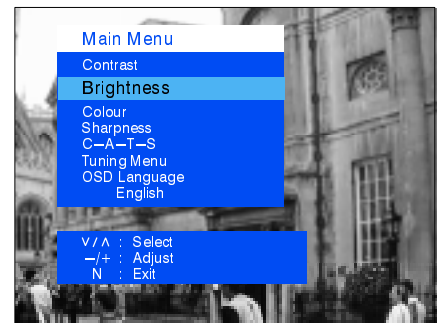 Main Menu
Contrast
Brightness
Colour
Sharpness
C–A–T–S
Tuning Menu
OSD Language
English
∨/∧ : Select
–/+ : Adjust
N : Exit